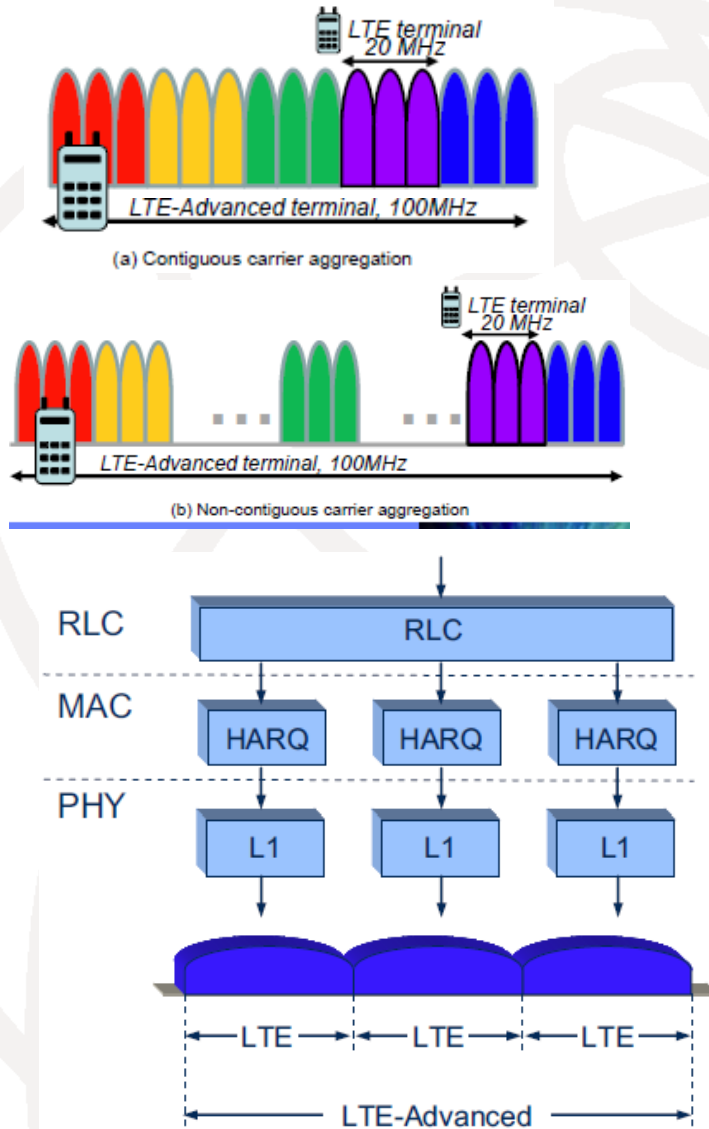 LTE terminal
20 MHz
LTE-Advanced terminal, 100MHz
(a) Contiguous carrier aggregation
LTE terminal
20 MHz
LTE-Advanced terminal, 100MHz
(b) Non-contiguous carrier aggregation
RLC
RLC
MAC
HARQ HARQ HARQ
PHY
L1 L1 L1
LTE LTE LTE
LTE-Advanced